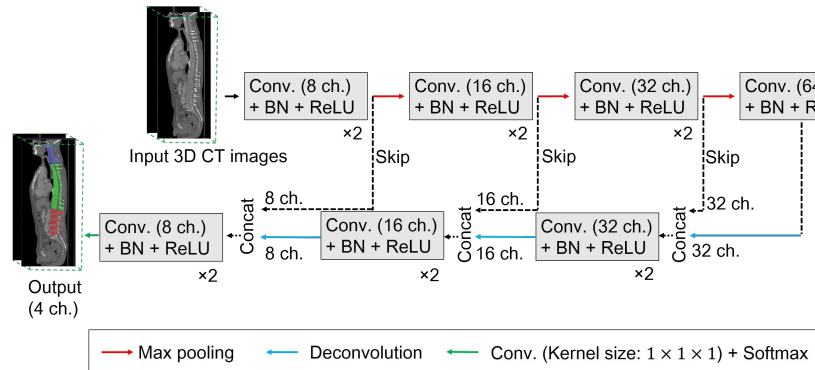 Conv. (8 ch.)
+ BN + ReLU
×2
Conv. (16 ch.)
+ BN + ReLU
×2
Conv. (32 ch.)
+ BN + ReLU
×2
Conv. (64
+ BN + R
Input 3D CT images
Skip
Skip
Skip
8 ch.
16 ch.
32 ch.
Concat
Concat
Concat
Conv. (8 ch.)
+ BN + ReLU
×2
8 ch.
Conv. (16 ch.)
+ BN + ReLU
×2
16 ch.
Conv. (32 ch.)
+ BN + ReLU
×2
32 ch.
Output
(4 ch.)
Max pooling
Deconvolution
Conv. (Kernel size: 1 × 1 × 1) + Softmax